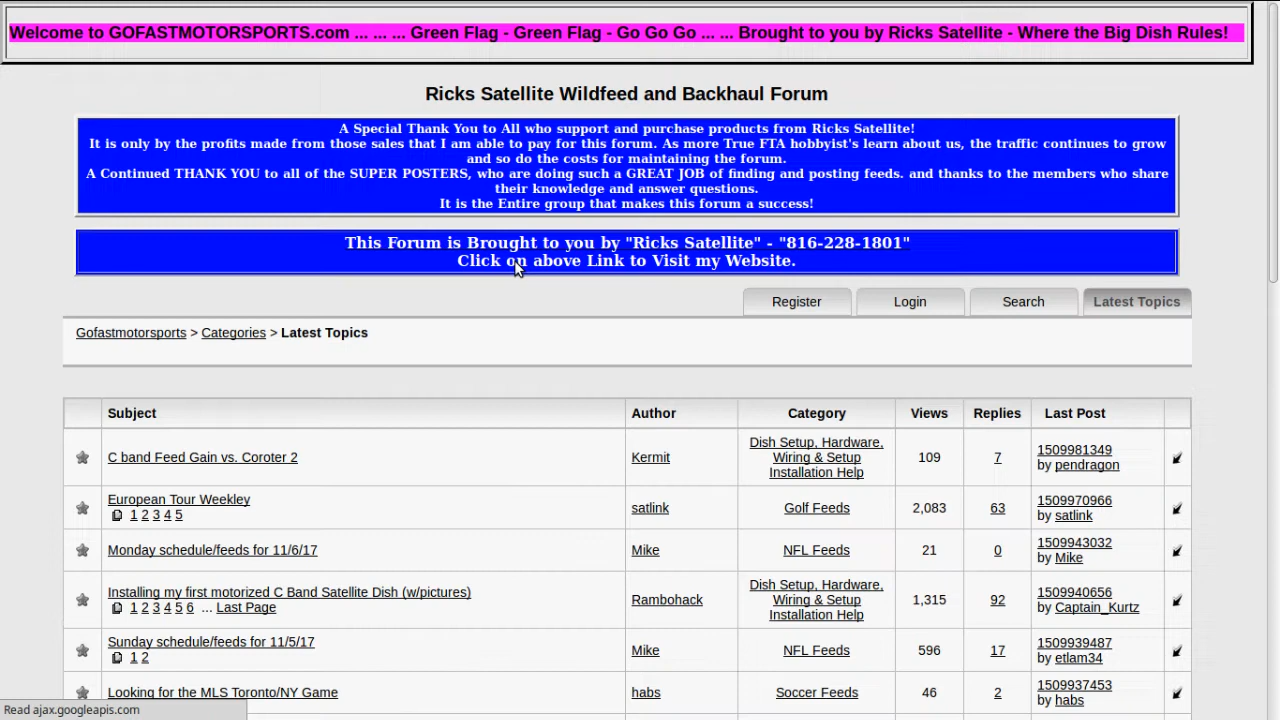 Welcome to GOFASTMOTORSPORTS.com ... ... ... Green Flag - Green Flag - Go Go Go ... ... Brought to you by Ricks Satellite - Where the Big Dish Rules!
Ricks Satellite Wildfeed and Backhaul Forum
A Special Thank You to All who support and purchase products from Ricks Satellite!
It is only by the profits made from those sales that I am able to pay for this forum. As more True FTA hobbyist's learn about us, the traffic continues to grow
and so do the costs for maintaining the forum.
A Continued THANK YOU to all of the SUPER POSTERS, who are doing such a GREAT JOB of finding and posting feeds. and thanks to the members who share
their knowledge and answer questions.
It is the Entire group that makes this forum a success!
This Forum is Brought to you by "Ricks Satellite" - "816-228-1801"
Click on above Link to Visit my Website.
Register Login Search Latest Topics
Gofastmotorsports > Categories > Latest Topics
Subject Author Category Views Replies Last Post
C band Feed Gain vs. Coroter 2 Kermit Dish Setup, Hardware, Wiring & Setup Installation Help 109 7 1509981349 by pendragon
European Tour Weekley 1 2 3 4 5 satlink Golf Feeds 2,083 63 1509970966 by satlink
Monday schedule/feeds for 11/6/17 Mike NFL Feeds 21 0 1509943032 by Mike
Installing my first motorized C Band Satellite Dish (w/pictures) 1 2 3 4 5 6 ... Last Page Rambohack Dish Setup, Hardware, Wiring & Setup Installation Help 1,315 92 1509940656 by Captain_Kurtz
Sunday schedule/feeds for 11/5/17 1 2 Mike NFL Feeds 596 17 1509939487 by etlam34
Looking for the MLS Toronto/NY Game habs Soccer Feeds 46 2 1509937453 by habs
Read ajax.googleapis.com